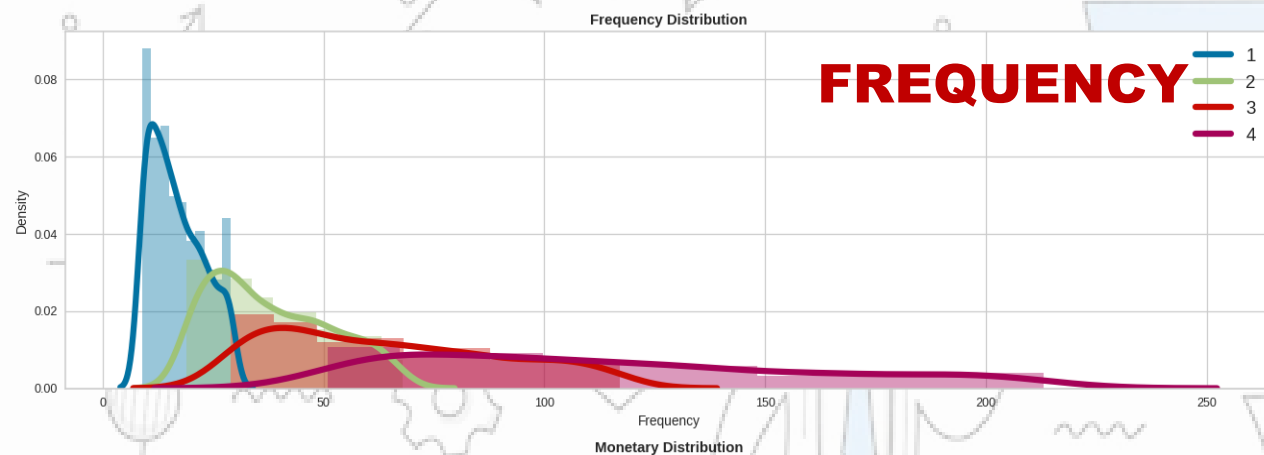 Frequency Distribution
FREQUENCY
1
2
3
4
0.08
0.06
0.04
0.02
0.00
Density
0 50 100 150 200 250
Frequency
Monetary Distribution